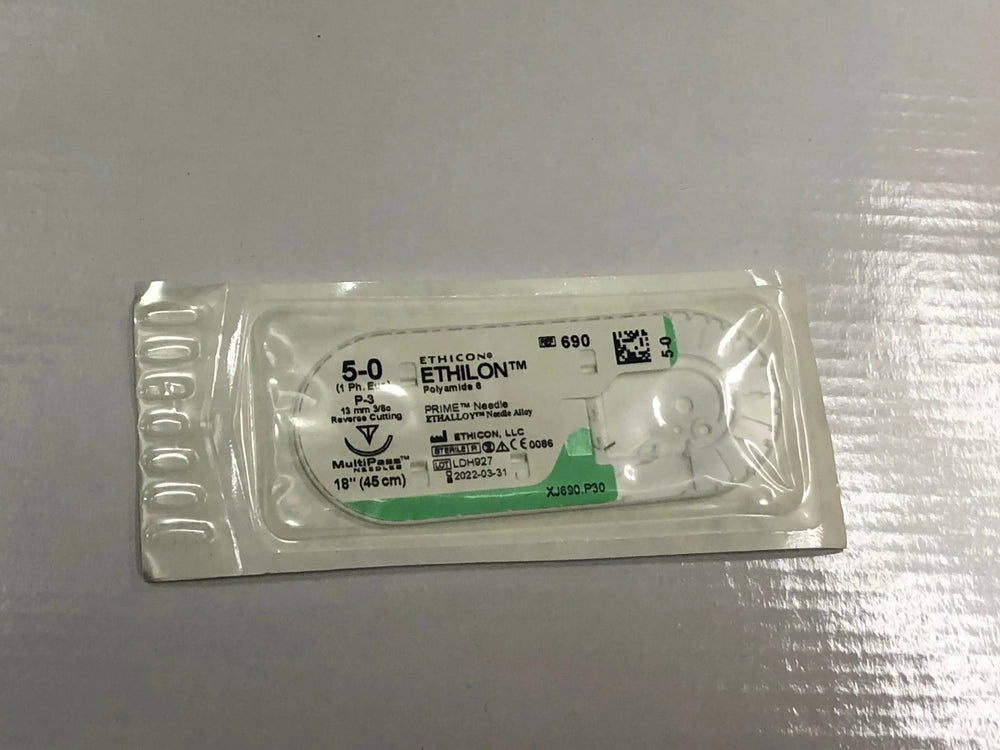 5-0
(1 Ph. Eur.)
P-3
13 mm 3/8c
Reverse Cutting
MultiPass™
NEEDLES
18" (45 cm)
ETHICON®
ETHILON™
Polyamide 6
PRIME™ Needle
ETHALLOY™ Needle Alloy
ETHICON, LLC
STERILE R 2 CE 0086
LOT LDH927
2022-03-31
REF 690
5-0
XJ690.P30